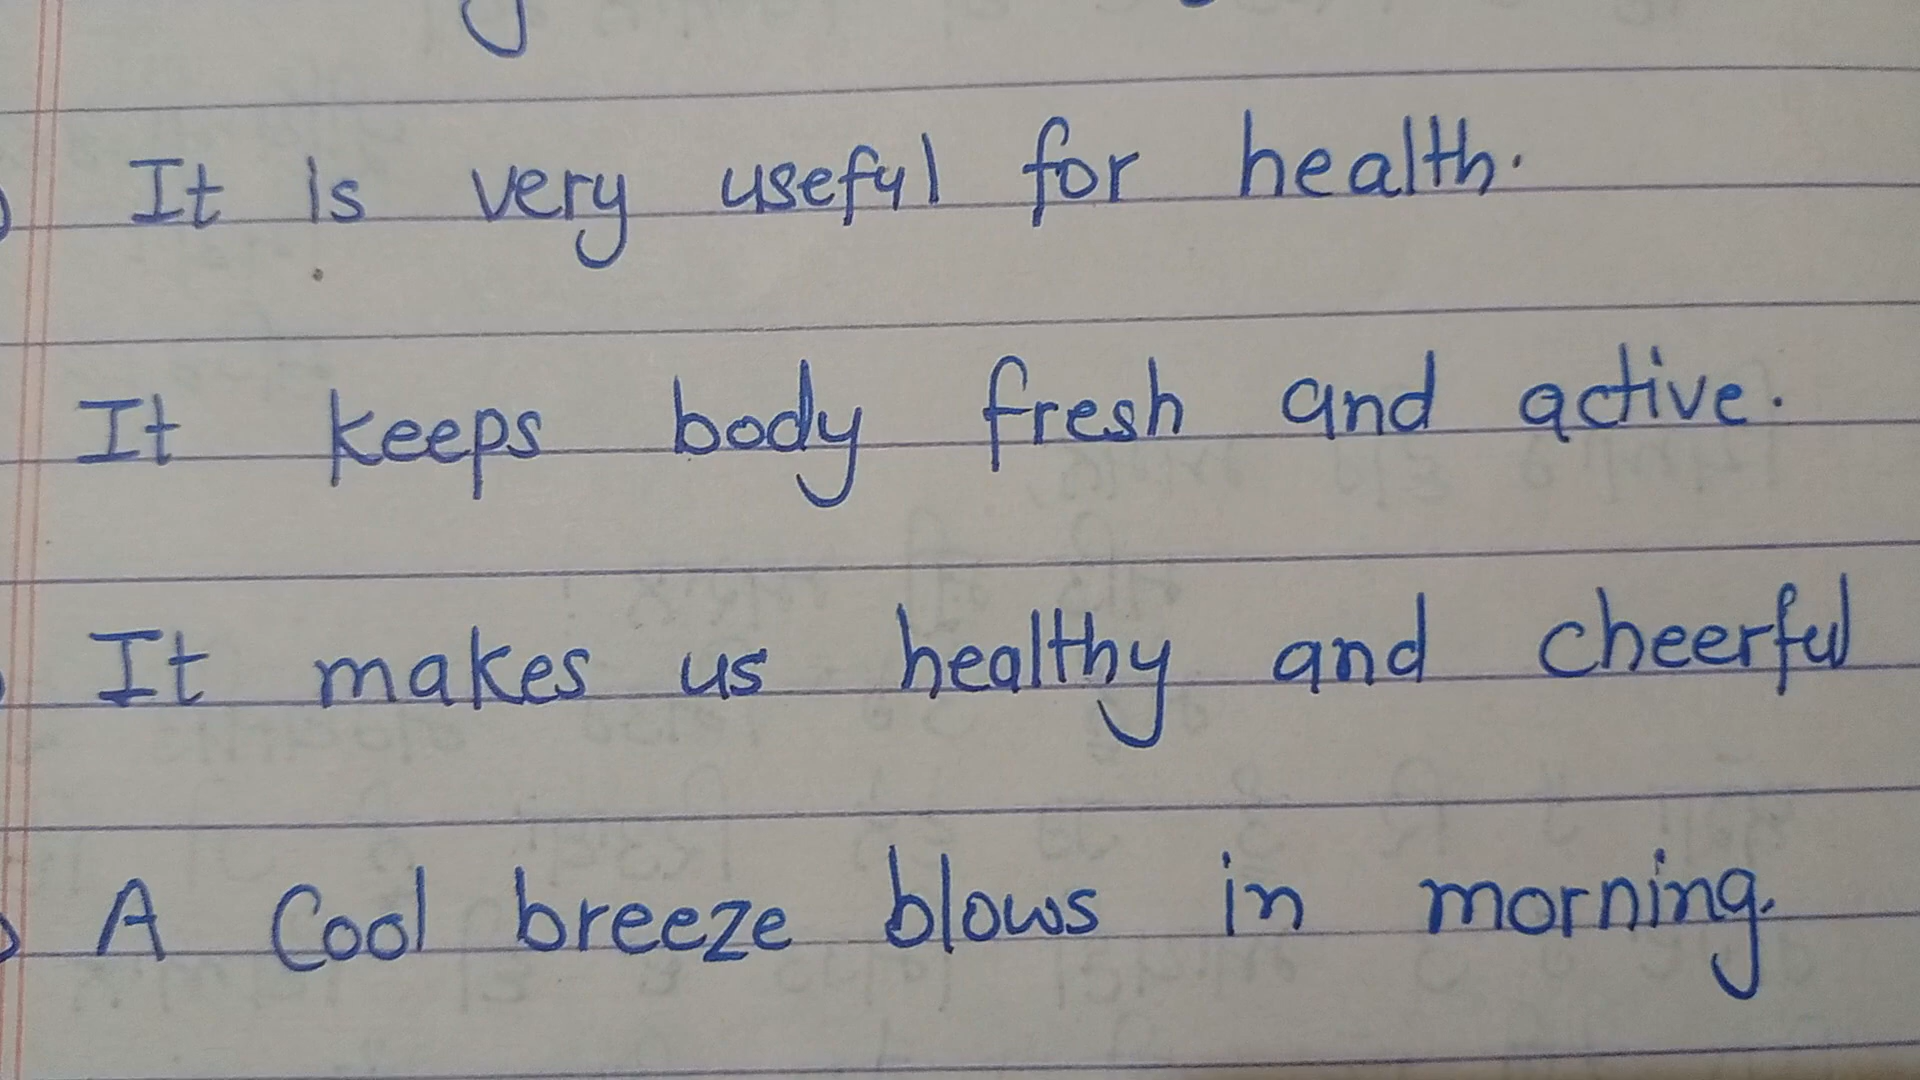 It is very useful for health.
It keeps body fresh and active.
It makes us healthy and cheerful
A Cool breeze blows in morning.